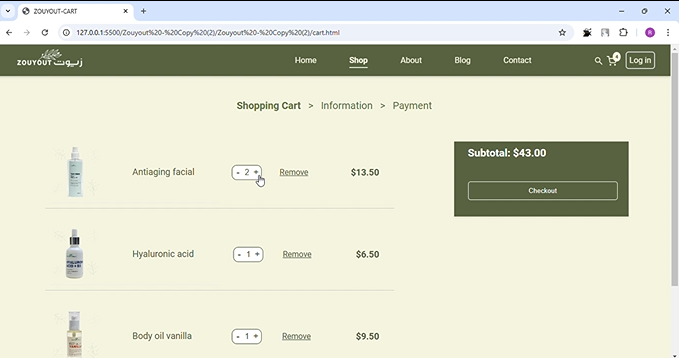 ZOUYOUT-CART
127.0.0.1:5500/Zouyout%20-%20Copy%20(2)/Zouyout%20-%20Copy%20(2)/cart.html
R
ZOUYOUT زيوت
Home
Shop
About
Blog
Contact
Log in
Shopping Cart > Information > Payment
Antiaging facial
- 2 +
Remove
$13.50
Subtotal: $43.00
Checkout
Hyaluronic acid
- 1 +
Remove
$6.50
Body oil vanilla
- 1 +
Remove
$9.50